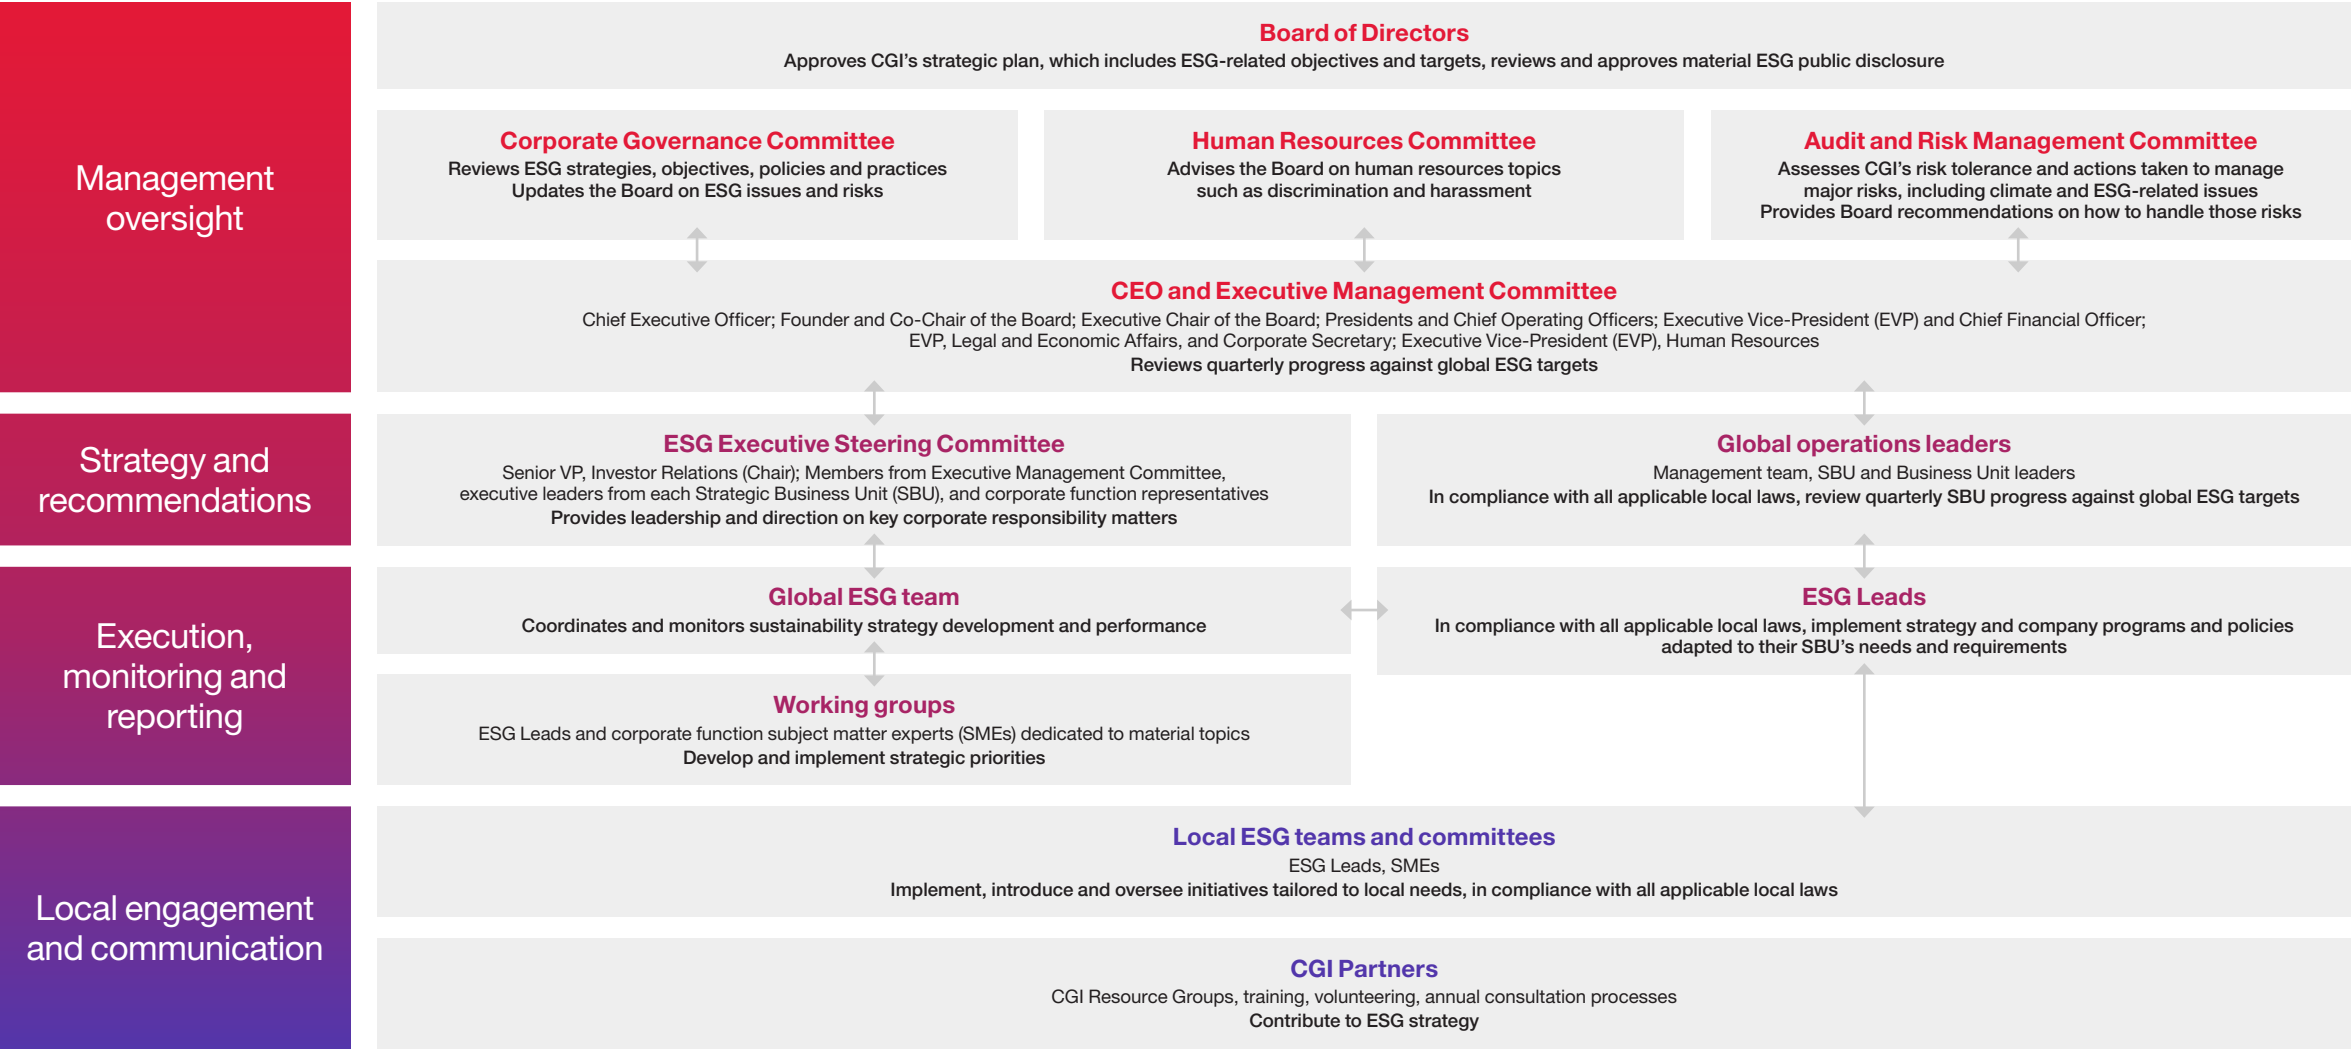 Management
oversight
Board of Directors
Approves CGI's strategic plan, which includes ESG-related objectives and targets, reviews and approves material ESG public disclosure
Corporate Governance Committee
Reviews ESG strategies, objectives, policies and practices
Updates the Board on ESG issues and risks
Human Resources Committee
Advises the Board on human resources topics
such as discrimination and harassment
Audit and Risk Management Committee
Assesses CGI's risk tolerance and actions taken to manage
major risks, including climate and ESG-related issues
Provides Board recommendations on how to handle those risks
CEO and Executive Management Committee
Chief Executive Officer; Founder and Co-Chair of the Board; Executive Chair of the Board; Presidents and Chief Operating Officers; Executive Vice-President (EVP) and Chief Financial Officer;
EVP, Legal and Economic Affairs, and Corporate Secretary; Executive Vice-President (EVP), Human Resources
Reviews quarterly progress against global ESG targets
Strategy and
recommendations
ESG Executive Steering Committee
Senior VP, Investor Relations (Chair); Members from Executive Management Committee,
executive leaders from each Strategic Business Unit (SBU), and corporate function representatives
Provides leadership and direction on key corporate responsibility matters
Global operations leaders
Management team, SBU and Business Unit leaders
In compliance with all applicable local laws, review quarterly SBU progress against global ESG targets
Execution,
monitoring and
reporting
Global ESG team
Coordinates and monitors sustainability strategy development and performance
ESG Leads
In compliance with all applicable local laws, implement strategy and company programs and policies
adapted to their SBU's needs and requirements
Working groups
ESG Leads and corporate function subject matter experts (SMEs) dedicated to material topics
Develop and implement strategic priorities
Local engagement
and communication
Local ESG teams and committees
ESG Leads, SMEs
Implement, introduce and oversee initiatives tailored to local needs, in compliance with all applicable local laws
CGI Partners
CGI Resource Groups, training, volunteering, annual consultation processes
Contribute to ESG strategy